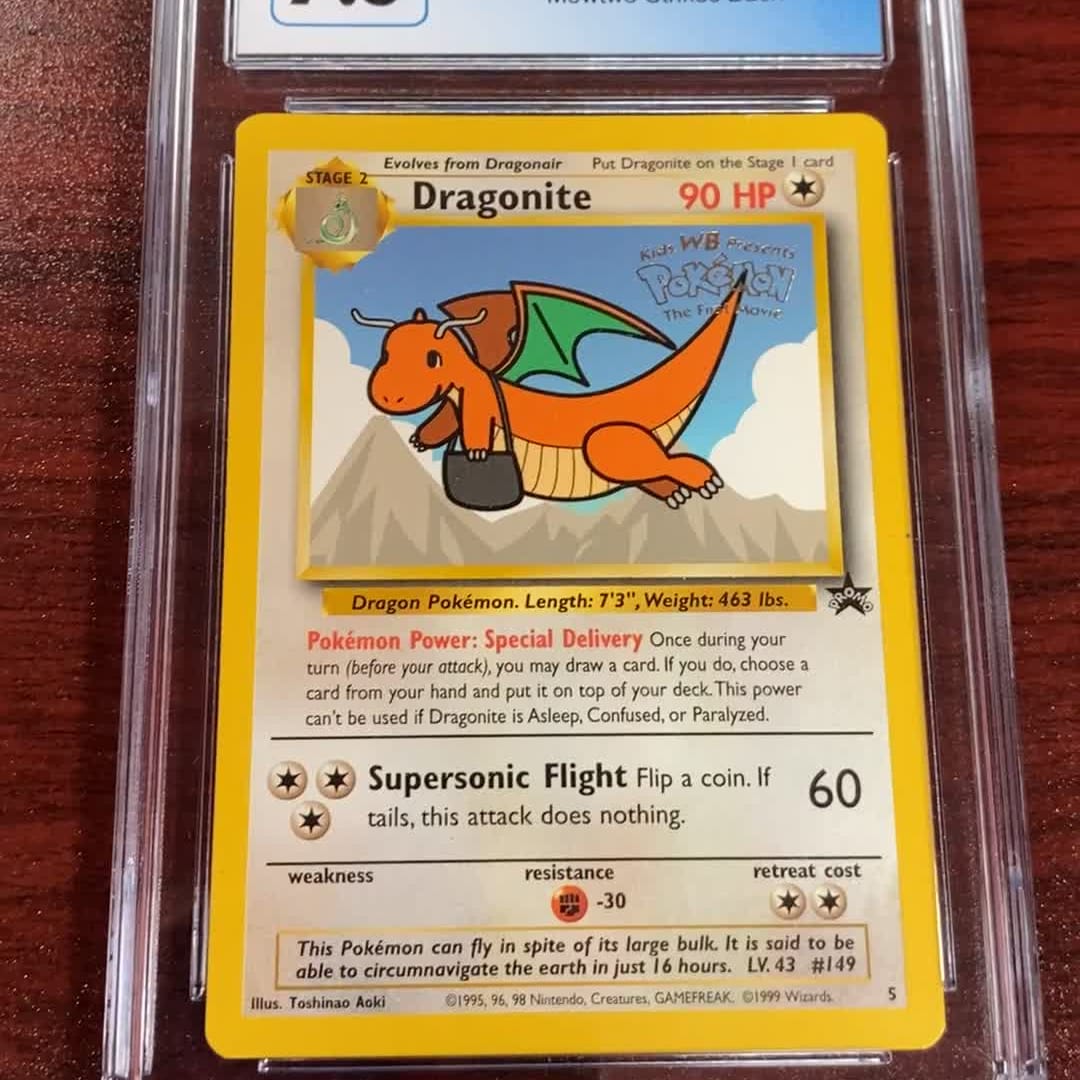 Evolves from Dragonair Put Dragonite on the Stage 1 card
STAGE 2
Dragonite 90 HP
Kids WB Presents
POKéMON
The First Movie
Dragon Pokémon. Length: 7'3", Weight: 463 lbs.
PROMO
Pokémon Power: Special Delivery Once during your
turn (before your attack), you may draw a card. If you do, choose a
card from your hand and put it on top of your deck. This power
can't be used if Dragonite is Asleep, Confused, or Paralyzed.
Supersonic Flight Flip a coin. If 60
tails, this attack does nothing.
weakness resistance retreat cost
-30
This Pokémon can fly in spite of its large bulk. It is said to be
able to circumnavigate the earth in just 16 hours. LV. 43 #149
Illus. Toshinao Aoki ©1995, 96, 98 Nintendo, Creatures, GAMEFREAK. ©1999 Wizards. 5